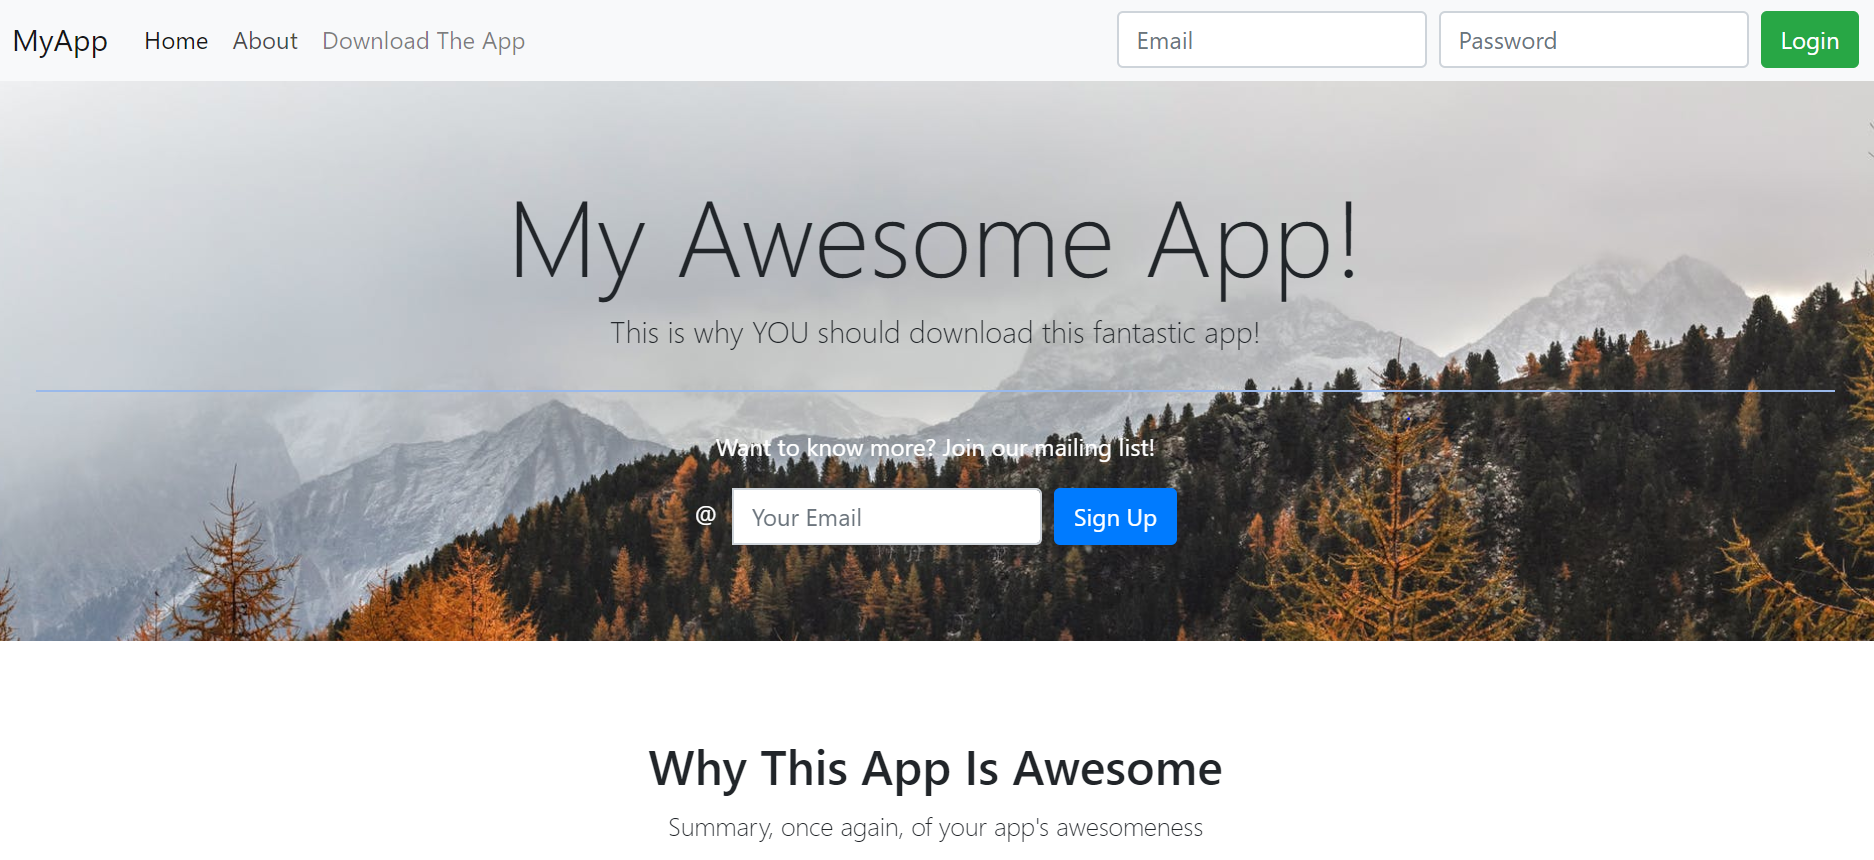 MyApp Home About Download The App Email Password Login
My Awesome App!
This is why YOU should download this fantastic app!
Want to know more? Join our mailing list!
@ Your Email Sign Up
Why This App Is Awesome
Summary, once again, of your app's awesomeness